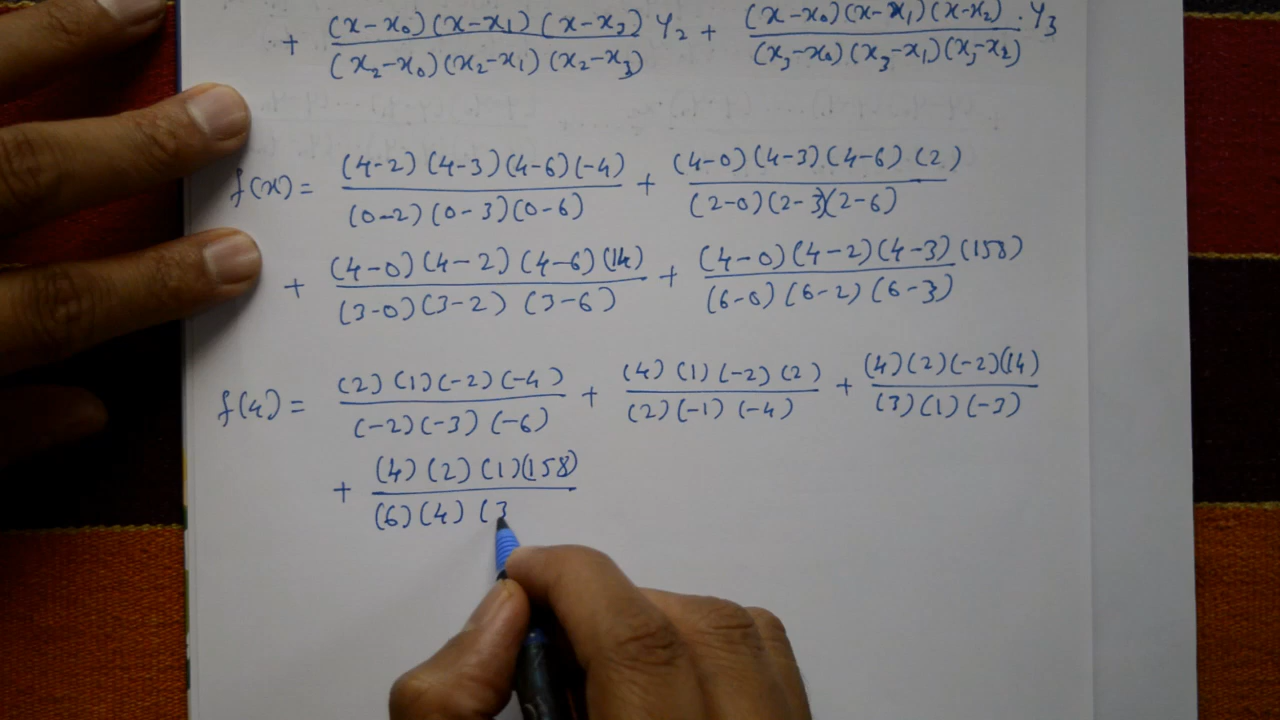 + (x-x₀)(x-x₁)(x-x₃) / (x₂-x₀)(x₂-x₁)(x₂-x₃) y₂ + (x-x₀)(x-x₁)(x-x₂) / (x₃-x₀)(x₃-x₁)(x₃-x₂) . y₃
f(x) = (4-2)(4-3)(4-6)(-4) / (0-2)(0-3)(0-6) + (4-0)(4-3)(4-6)(2) / (2-0)(2-3)(2-6)
+ (4-0)(4-2)(4-6)(14) / (3-0)(3-2)(3-6) + (4-0)(4-2)(4-3)(158) / (6-0)(6-2)(6-3)
f(4) = (2)(1)(-2)(-4) / (-2)(-3)(-6) + (4)(1)(-2)(2) / (2)(-1)(-4) + (4)(2)(-2)(14) / (3)(1)(-3)
+ (4)(2)(1)(158) / (6)(4)(3